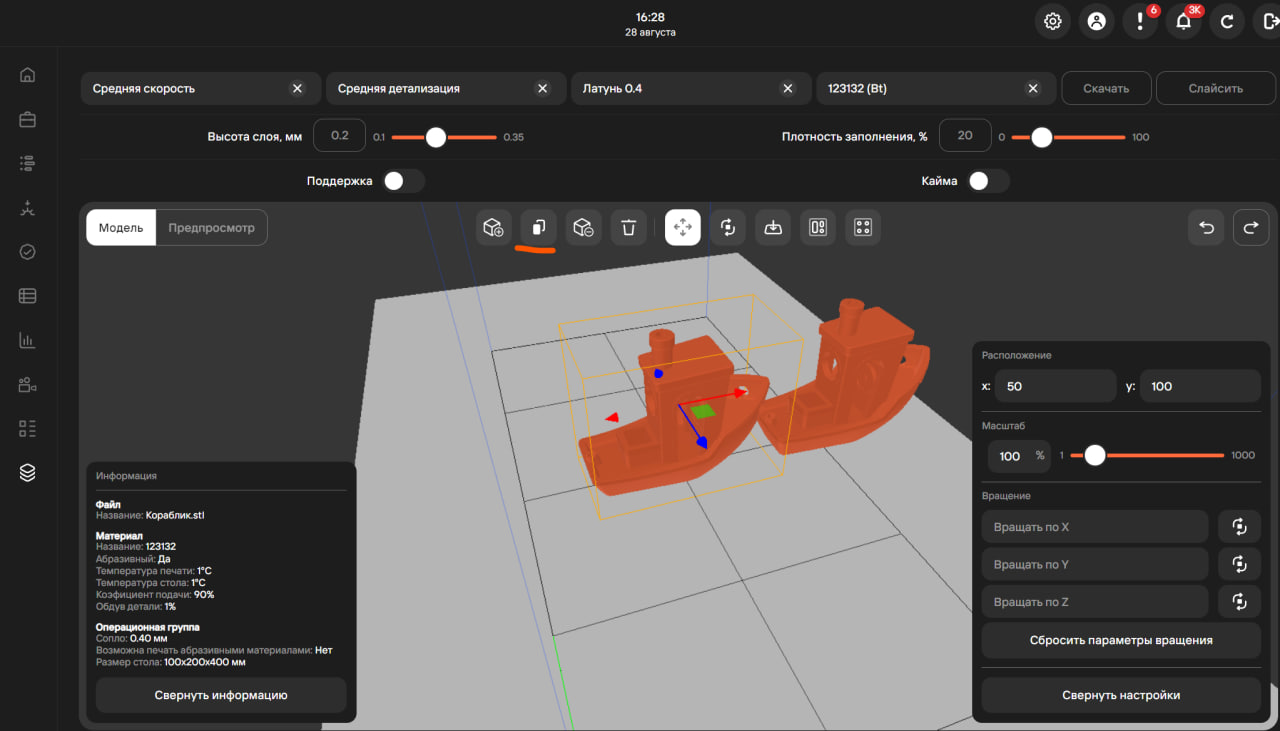 16:28
28 августа
6
3K
Средняя скорость
Средняя детализация
Латунь 0.4
123132 (Bt)
Скачать
Слайсить
Высота слоя, мм
0.2
0.1
0.35
Плотность заполнения, %
20
0
100
Поддержка
Кайма
Модель
Предпросмотр
Расположение
x: 50
y: 100
Масштаб
100 %
1
1000
Вращение
Вращать по X
Вращать по Y
Вращать по Z
Сбросить параметры вращения
Свернуть настройки
Информация
Файл
Название: Кораблик.stl
Материал
Название: 123132
Абразивный: Да
Температура печати: 1°C
Температура стола: 1°C
Коэфициент подачи: 90%
Обдув детали: 1%
Операционная группа
Сопло: 0.40 мм
Возможна печать абразивными материалами: Нет
Размер стола: 100x200x400 мм
Свернуть информацию